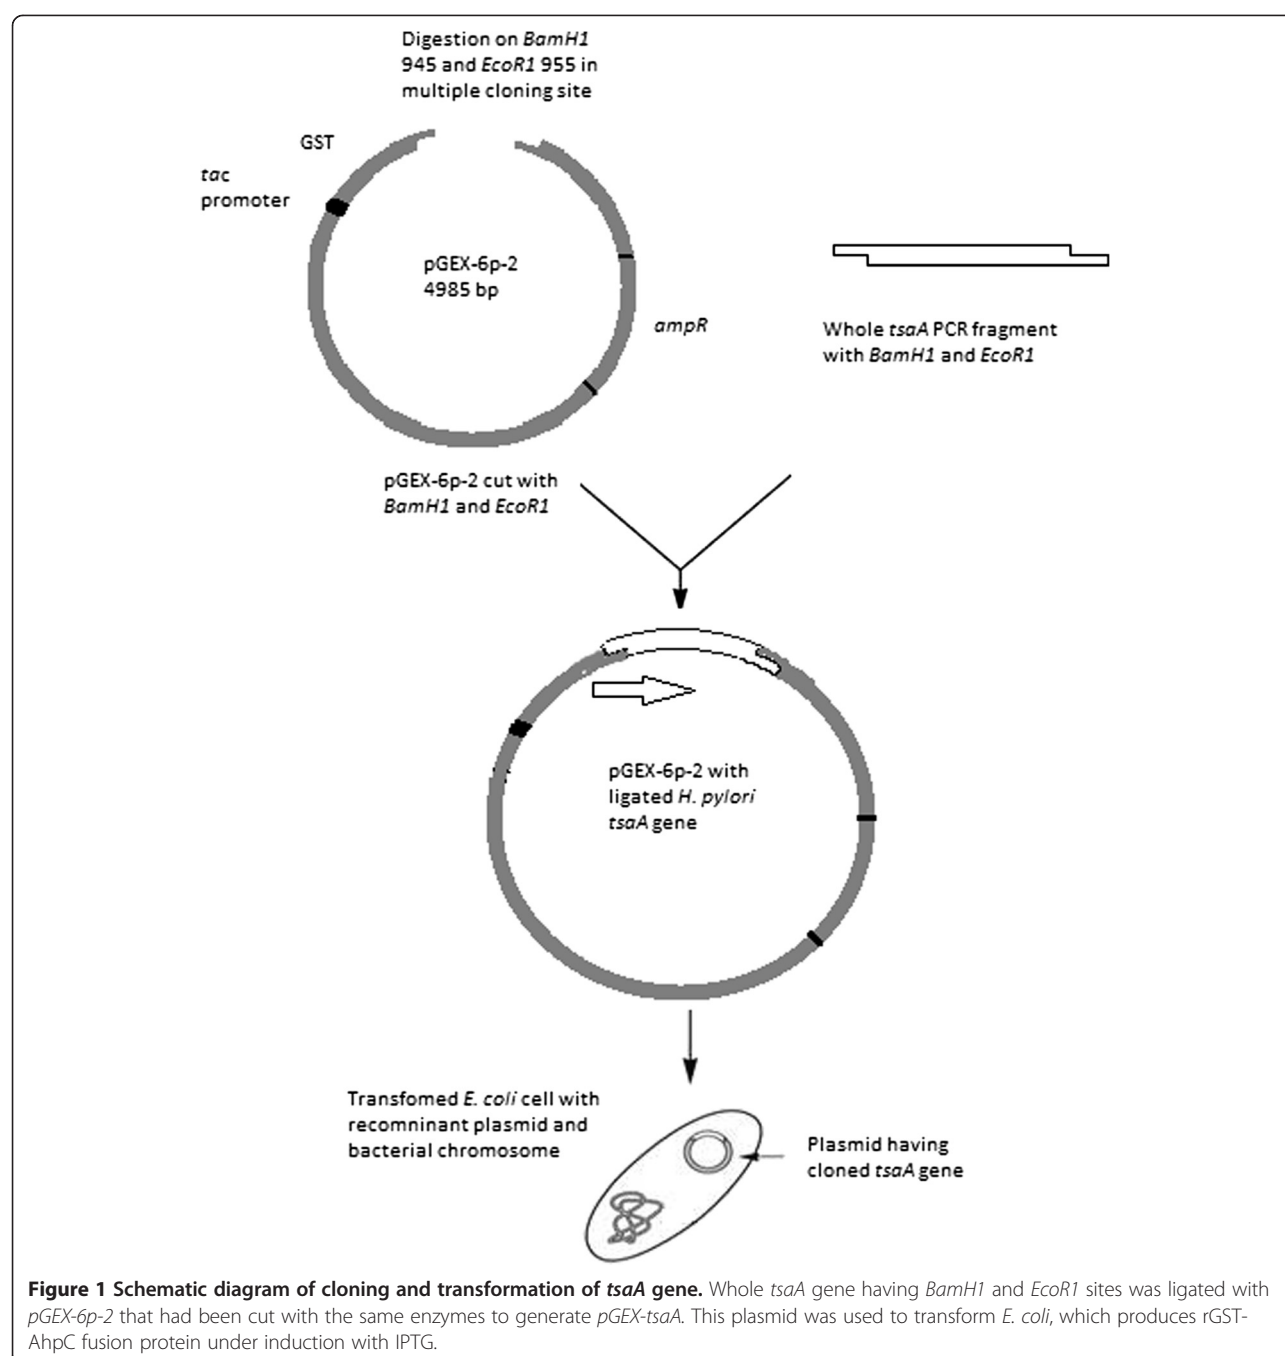 Digestion on BamH1
945 and EcoR1 955 in
multiple cloning site
GST
tac
promoter
pGEX-6p-2
4985 bp
ampR
Whole tsaA PCR fragment
with BamH1 and EcoR1
pGEX-6p-2 cut with
BamH1 and EcoR1
pGEX-6p-2 with
ligated H. pylori
tsaA gene
Transfomed E. coli cell with
recomninant plasmid and
bacterial chromosome
Plasmid having
cloned tsaA gene
Figure 1 Schematic diagram of cloning and transformation of tsaA gene. Whole tsaA gene having BamH1 and EcoR1 sites was ligated with
pGEX-6p-2 that had been cut with the same enzymes to generate pGEX-tsaA. This plasmid was used to transform E. coli, which produces rGST-
AhpC fusion protein under induction with IPTG.